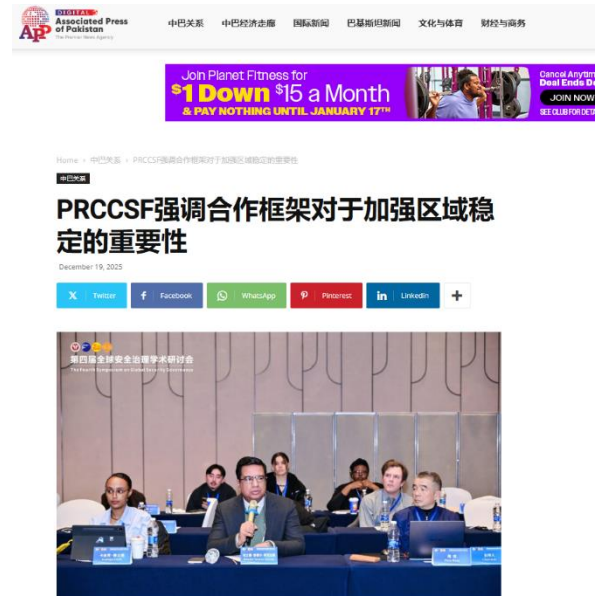 DIGITAL
APP
Associated Press
of Pakistan
The Premier News Agency
中巴关系 中巴经济走廊 国际新闻 巴基斯坦新闻 文化与体育 财经与商务
Join Planet Fitness for
$1 Down $15 a Month
& PAY NOTHING UNTIL JANUARY 17TH
Cancel Anytim
Deal Ends De
JOIN NOW
SEE CLUB FOR DETA
Home › 中巴关系 › PRCCSF强调合作框架对于加强区域稳定的重要性
中巴关系
PRCCSF强调合作框架对于加强区域稳
定的重要性
December 19, 2025
Twitter Facebook WhatsApp Pinterest Linkedin
第四届全球安全治理学术研讨会
The Fourth Symposium on Global Security Governance